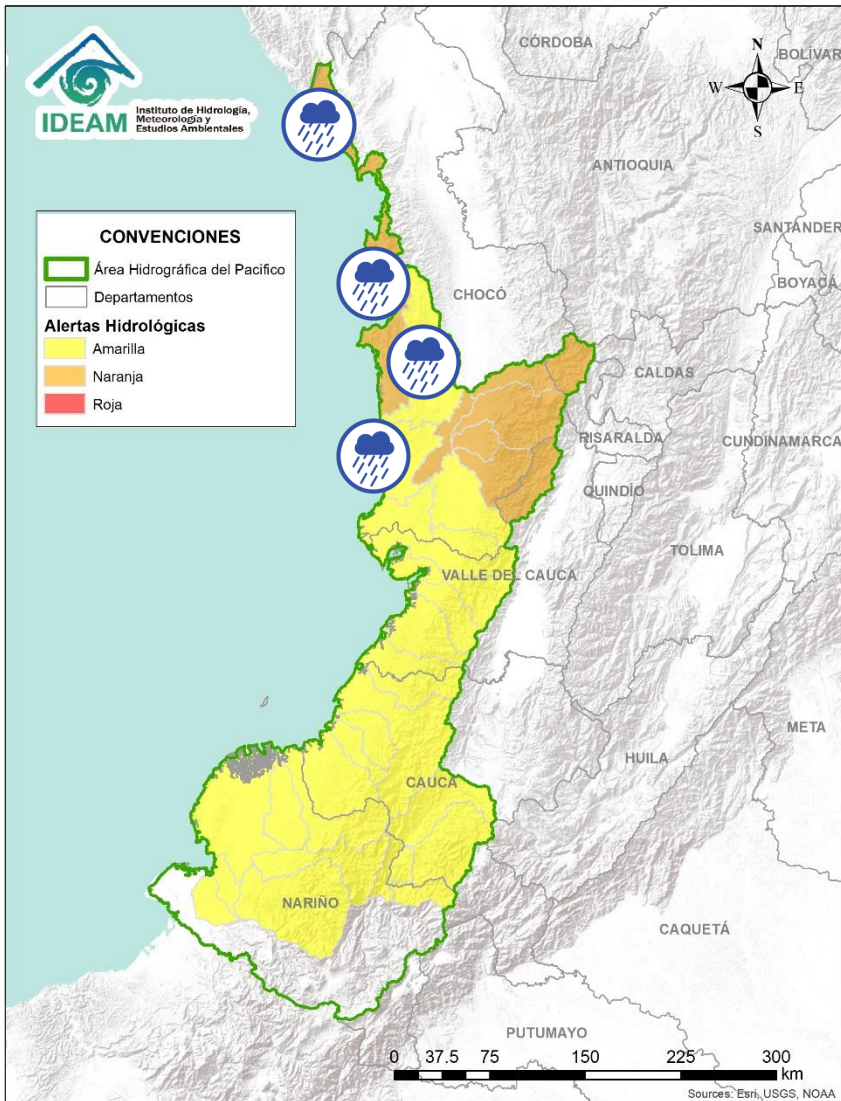 IDEAM
Instituto de Hidrología,
Meteorología y
Estudios Ambientales
CÓRDOBA
BOLÍVAR
N
W
E
S
ANTIOQUIA
SANTANDER
BOYACÁ
CONVENCIONES
Área Hidrográfica del Pacifico
Departamentos
Alertas Hidrológicas
Amarilla
Naranja
Roja
CHOCÓ
CALDAS
RISARALDA
CUNDINAMARCA
QUINDÍO
TOLIMA
VALLE DEL CAUCA
META
HUILA
CAUCA
NARIÑO
CAQUETÁ
PUTUMAYO
0 37.5 75 150 225 300
km
Sources: Esri, USGS, NOAA